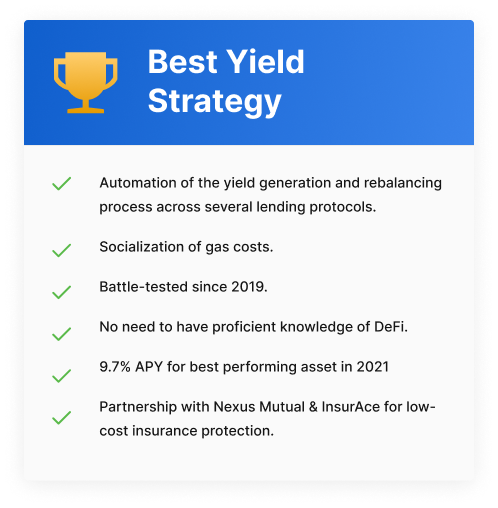 Best Yield
Strategy
Automation of the yield generation and rebalancing
process across several lending protocols.
Socialization of gas costs.
Battle-tested since 2019.
No need to have proficient knowledge of DeFi.
9.7% APY for best performing asset in 2021
Partnership with Nexus Mutual & InsurAce for low-
cost insurance protection.